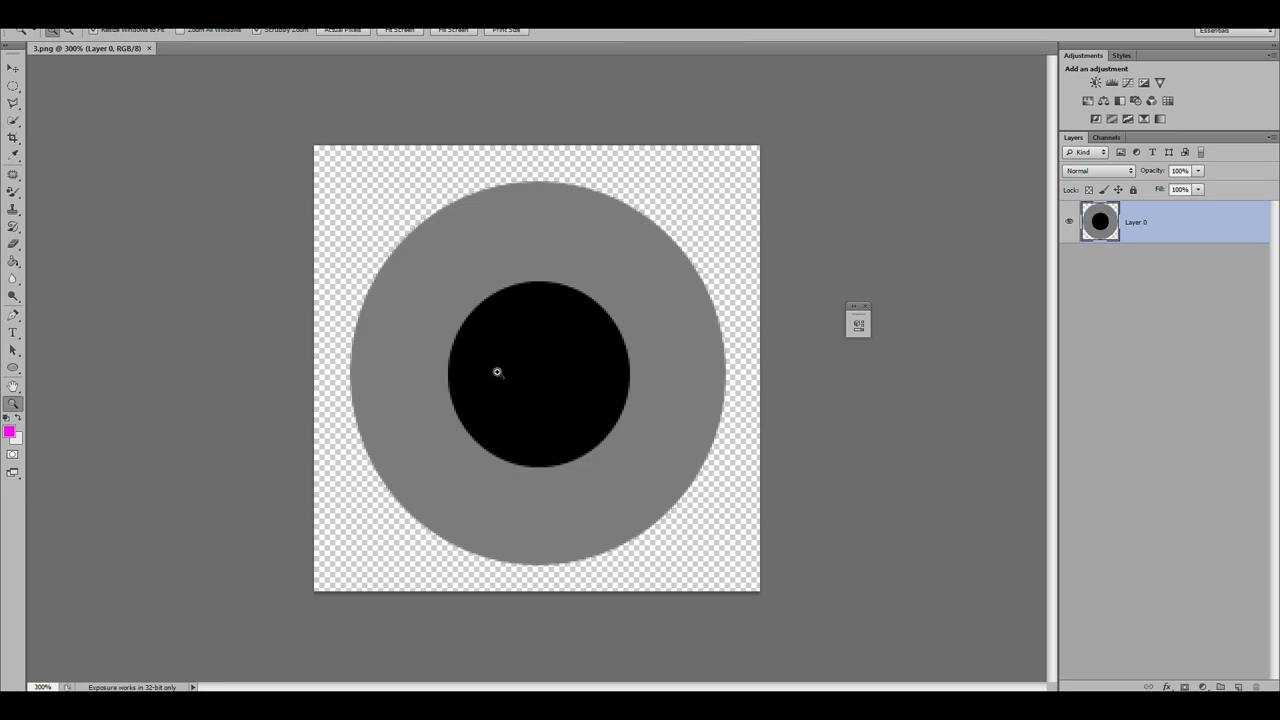 Resize Windows to Fit Zoom All Windows Scrubby Zoom Actual Pixels Fit Screen Fill Screen Print Size Essentials
3.png @ 300% (Layer 0, RGB/8) ×
Adjustments Styles
Add an adjustment
Layers Channels
Kind
Normal Opacity: 100%
Lock: Fill: 100%
Layer 0
T
300% Exposure works in 32-bit only
fx